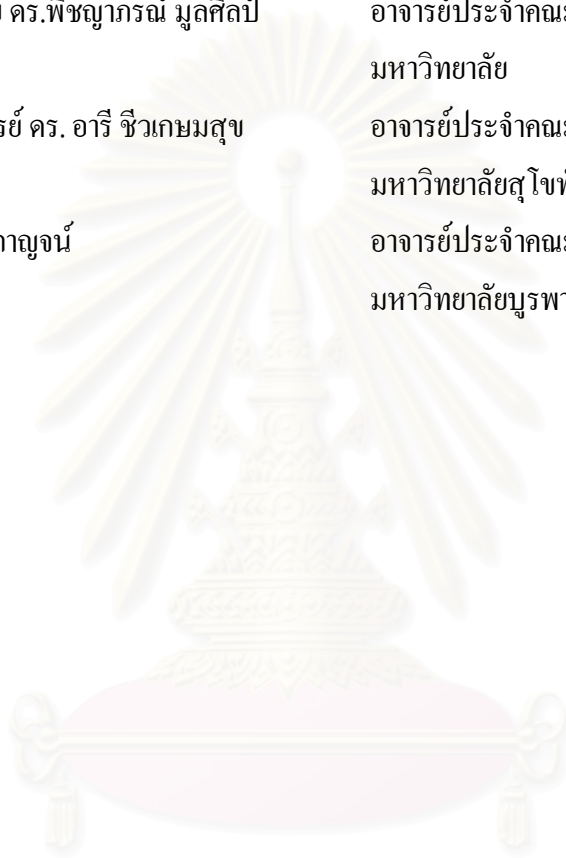 ดร.พิชญาภรณ์ มูลศิลป์ อาจารย์ประจำคณะ
มหาวิทยาลัย
ดร. อารี ชีวเกษมสุข อาจารย์ประจำคณะ
มหาวิทยาลัยสุโขทั
กาญจน์ อาจารย์ประจำคณะ
มหาวิทยาลัยบูรพา